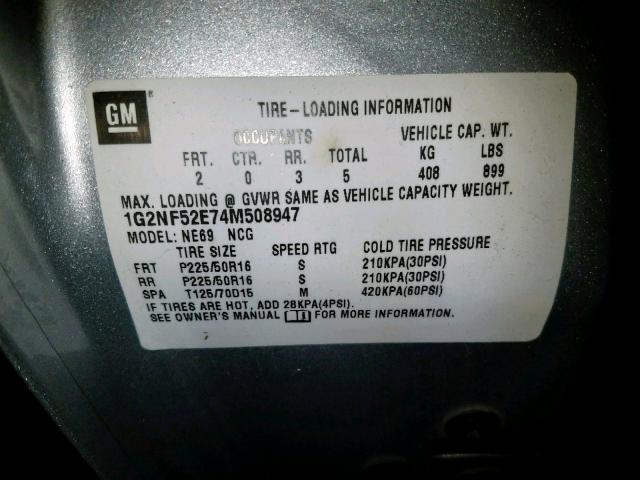 GM ®
TIRE-LOADING INFORMATION
OCCUPANTS VEHICLE CAP. WT.
FRT. CTR. RR. TOTAL KG LBS
2 0 3 5 408 899
MAX. LOADING @ GVWR SAME AS VEHICLE CAPACITY WEIGHT.
1G2NF52E74M508947
MODEL: NE69 NCG
TIRE SIZE SPEED RTG COLD TIRE PRESSURE
FRT P225/50R16 S 210KPA(30PSI)
RR P225/50R16 S 210KPA(30PSI)
SPA T125/70D15 M 420KPA(60PSI)
IF TIRES ARE HOT, ADD 28KPA(4PSI).
SEE OWNER'S MANUAL FOR MORE INFORMATION.